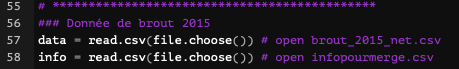 55 # *********************************************
56 ### Donnée de brout 2015
57 data = read.csv(file.choose()) # open brout_2015_net.csv
58 info = read.csv(file.choose()) # open infopourmerge.csv